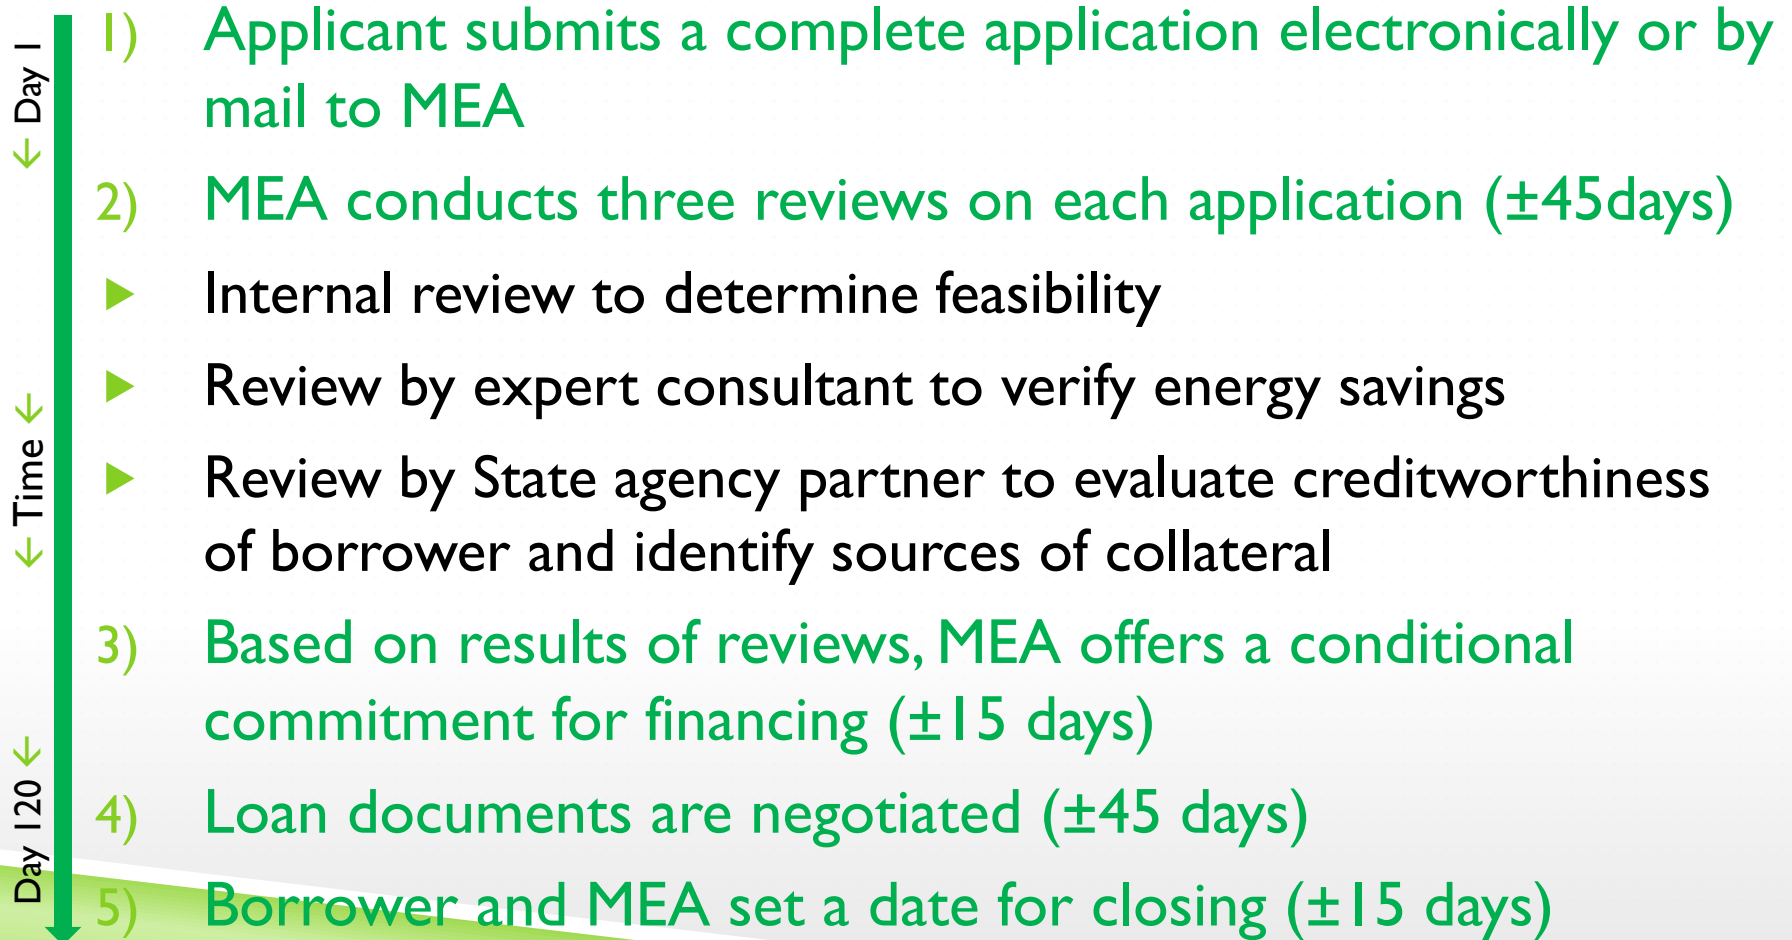 1) Applicant submits a complete application electronically or by
mail to MEA
2) MEA conducts three reviews on each application (±45days)
▶ Internal review to determine feasibility
▶ Review by expert consultant to verify energy savings
▶ Review by State agency partner to evaluate creditworthiness
of borrower and identify sources of collateral
3) Based on results of reviews, MEA offers a conditional
commitment for financing (±15 days)
4) Loan documents are negotiated (±45 days)
5) Borrower and MEA set a date for closing (±15 days)
← Day 1
← Time ←
Day 120 ←